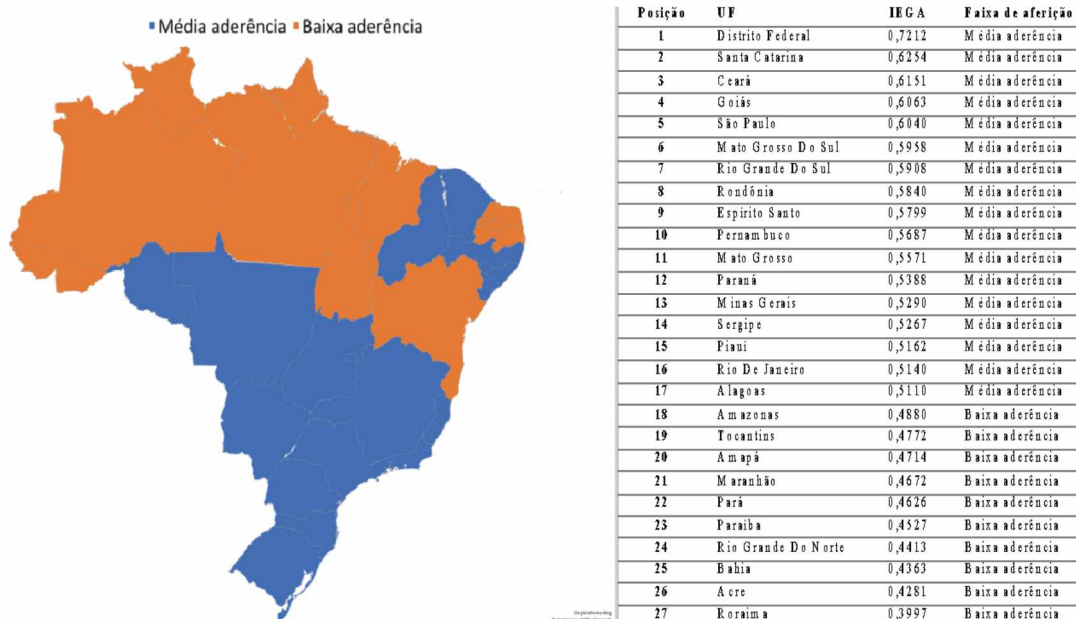 Média aderência Baixa aderência
Posição UF IEGA Faixa de aferição
1 Distrito Federal 0,7212 Média aderência
2 Santa Catarina 0,6254 Média aderência
3 Ceará 0,6151 Média aderência
4 Goiás 0,6063 Média aderência
5 São Paulo 0,6040 Média aderência
6 Mato Grosso Do Sul 0,5958 Média aderência
7 Rio Grande Do Sul 0,5908 Média aderência
8 Rondônia 0,5840 Média aderência
9 Espirito Santo 0,5799 Média aderência
10 Pernambuco 0,5687 Média aderência
11 Mato Grosso 0,5571 Média aderência
12 Paraná 0,5388 Média aderência
13 Minas Gerais 0,5290 Média aderência
14 Sergipe 0,5267 Média aderência
15 Piaui 0,5162 Média aderência
16 Rio De Janeiro 0,5140 Média aderência
17 Alagoas 0,5110 Média aderência
18 Amazonas 0,4880 Baixa aderência
19 Tocantins 0,4772 Baixa aderência
20 Amapá 0,4714 Baixa aderência
21 Maranhão 0,4672 Baixa aderência
22 Pará 0,4626 Baixa aderência
23 Paraiba 0,4527 Baixa aderência
24 Rio Grande Do Norte 0,4413 Baixa aderência
25 Bahia 0,4363 Baixa aderência
26 Acre 0,4281 Baixa aderência
27 Roraima 0,3997 Baixa aderência